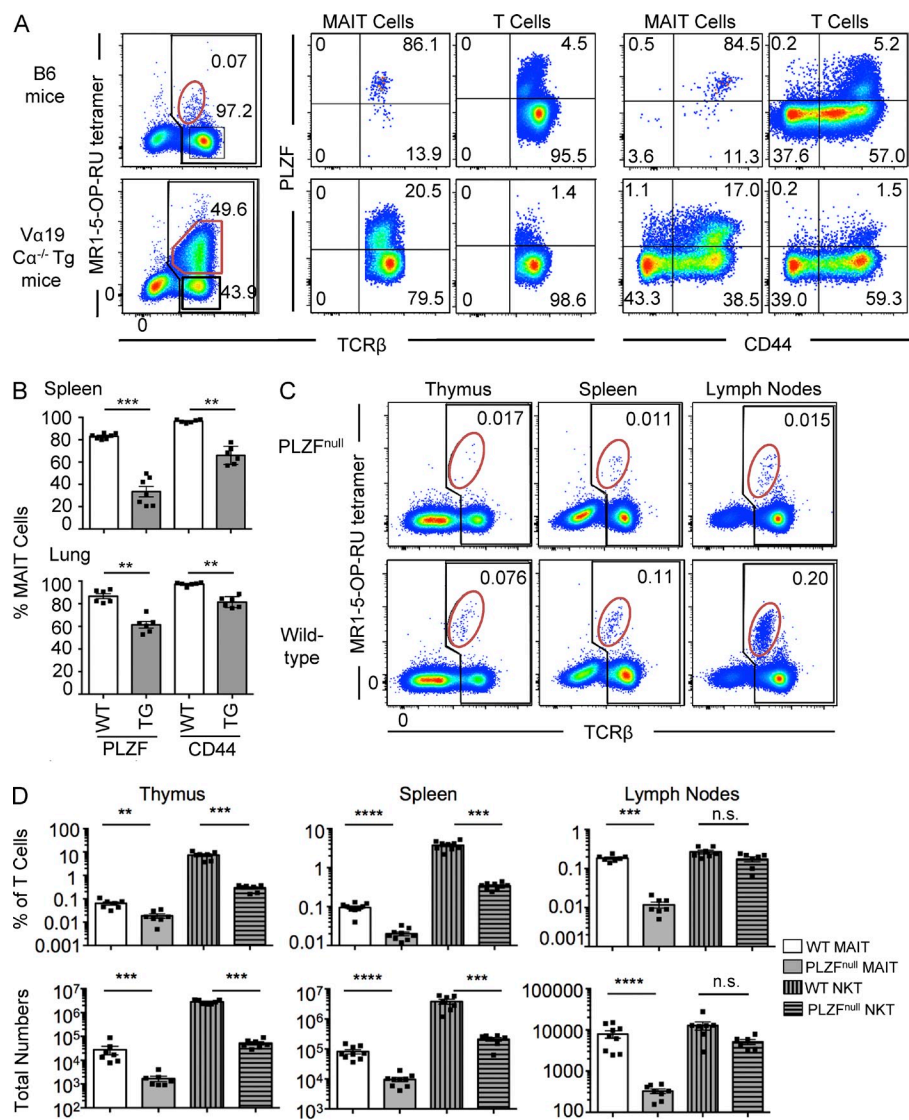 A
MAIT Cells T Cells MAIT Cells T Cells
B6
mice
Vα19
Cα-/- Tg
mice
MR1-5-OP-RU tetramer
0.07
97.2
49.6
43.9
0
0
PLZF
0 86.1
0 13.9
0 4.5
0 95.5
0.5 84.5
3.6 11.3
0.2 5.2
37.6 57.0
0 20.5
0 79.5
0 1.4
0 98.6
1.1 17.0
43.3 38.5
0.2 1.5
39.0 59.3
TCRβ
CD44
B
Spleen
*** **
100
80
60
40
20
0
Lung
** **
100
80
60
40
20
0
% MAIT Cells
WT TG WT TG
PLZF CD44
C
Thymus Spleen Lymph Nodes
PLZFnull
0.017 0.011 0.015
MR1-5-OP-RU tetramer
Wild-
type
0.076 0.11 0.20
0
0
TCRβ
D
Thymus Spleen Lymph Nodes
% of T Cells
** ***
100
10
1
0.1
0.01
0.001
**** ***
10
1
0.1
0.01
*** n.s.
1
0.1
0.01
0.001
Total Numbers
*** ***
107
106
105
104
103
102
**** ***
107
106
105
104
103
**** n.s.
100000
10000
1000
100
WT MAIT
PLZFnull MAIT
WT NKT
PLZFnull NKT